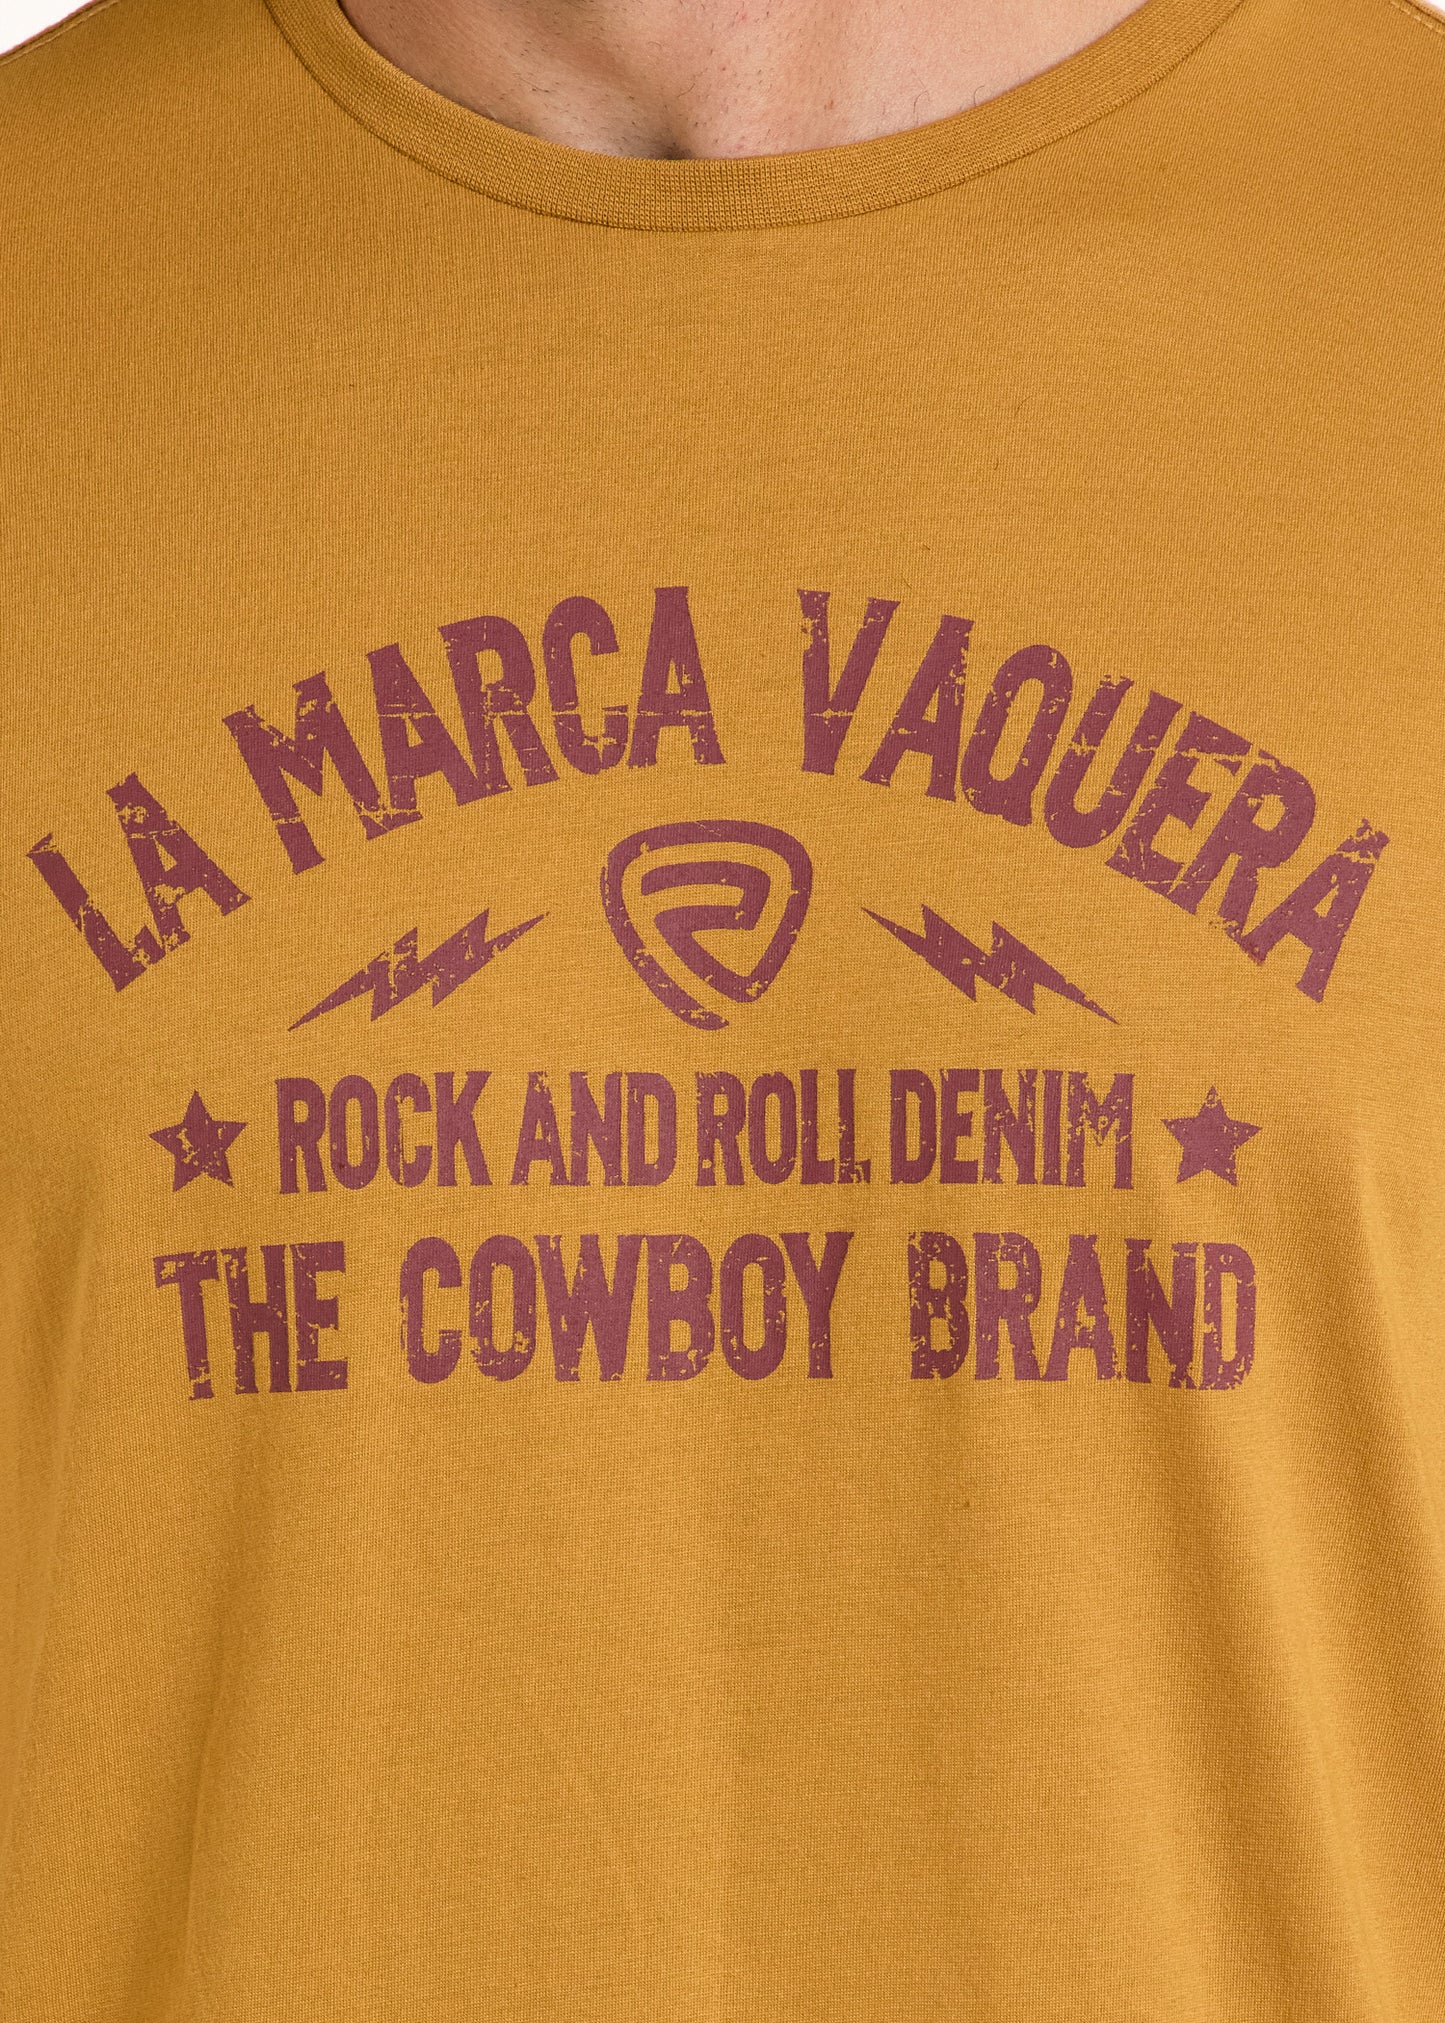 LA MARCA VAQUERA
ROCK AND ROLL DENIM
THE COWBOY BRAND